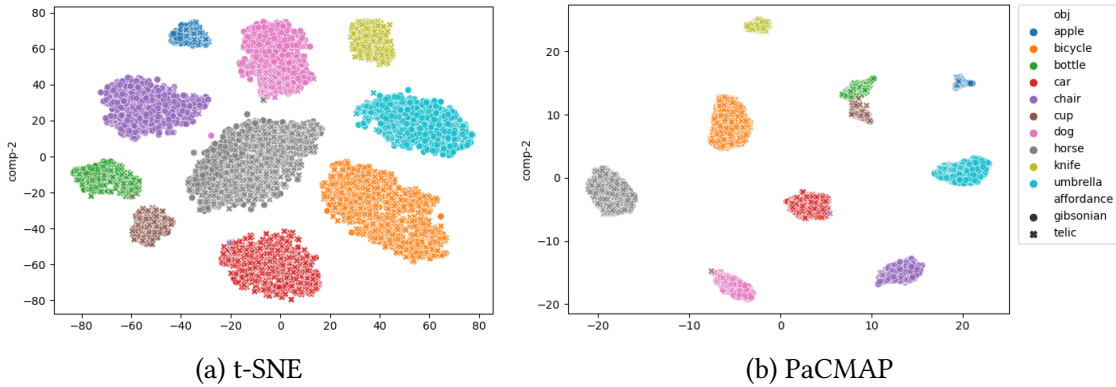 80
60
40
20
0
−20
−40
−60
−80
comp-2
−80 −60 −40 −20 0 20 40 60 80
(a) t-SNE
20
10
0
−10
−20
comp-2
−20 −10 0 10 20
(b) PaCMAP
obj
apple
bicycle
bottle
car
chair
cup
dog
horse
knife
umbrella
affordance
gibsonian
telic